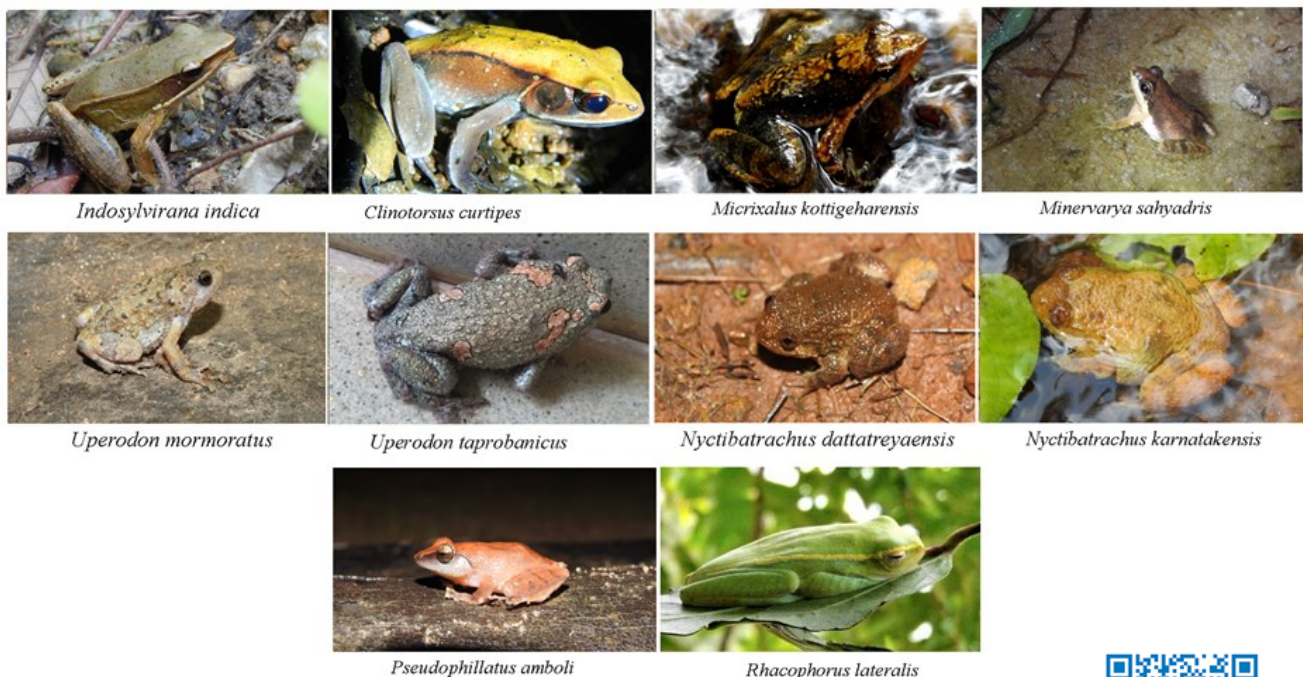 Indosylvirana indica
Clinotorsus curtipes
Micrixalus kottigeharensis
Minervarya sahyadris
Uperodon mormoratus
Uperodon taprobanicus
Nyctibatrachus dattatreyaensis
Nyctibatrachus karnatakensis
Pseudophillatus amboli
Rhacophorus lateralis